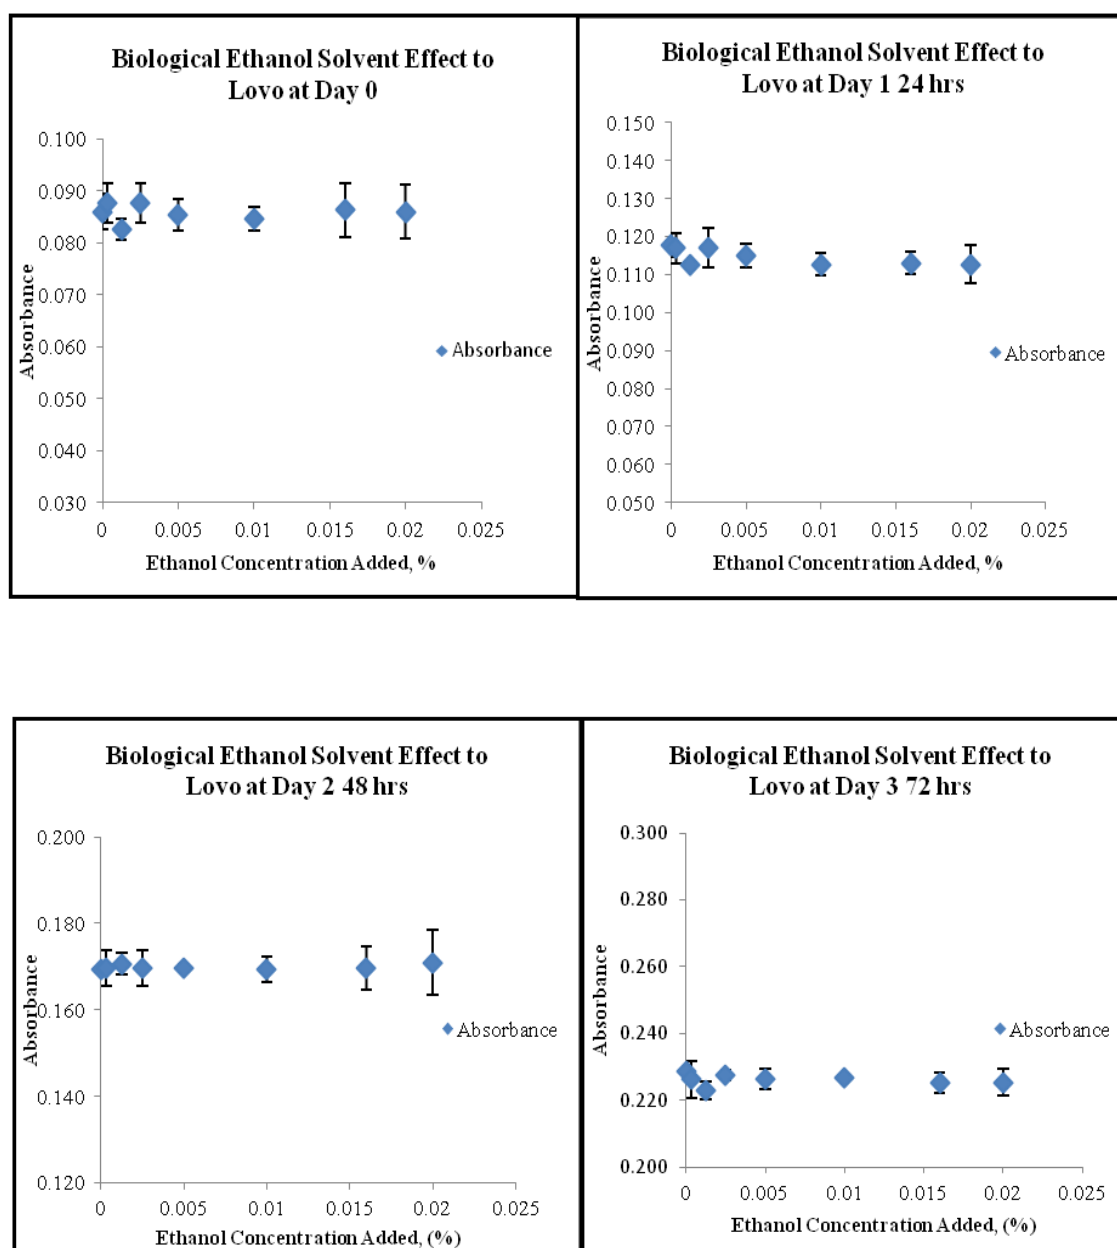 Biological Ethanol Solvent Effect to
Lovo at Day 0
0.100
0.090
0.080
0.070
0.060
0.050
0.040
0.030
Absorbance
Absorbance
0
0.005
0.01
0.015
0.02
0.025
Ethanol Concentration Added, %
Biological Ethanol Solvent Effect to
Lovo at Day 1 24 hrs
0.150
0.140
0.130
0.120
0.110
0.100
0.090
0.080
0.070
0.060
0.050
Absorbance
Absorbance
0
0.005
0.01
0.015
0.02
0.025
Ethanol Concentration Added, %
Biological Ethanol Solvent Effect to
Lovo at Day 2 48 hrs
0.200
0.180
0.160
0.140
0.120
Absorbance
Absorbance
0
0.005
0.01
0.015
0.02
0.025
Ethanol Concentration Added, (%)
Biological Ethanol Solvent Effect to
Lovo at Day 3 72 hrs
0.300
0.280
0.260
0.240
0.220
0.200
Absorbance
Absorbance
0
0.005
0.01
0.015
0.02
0.025
Ethanol Concentration Added, (%)